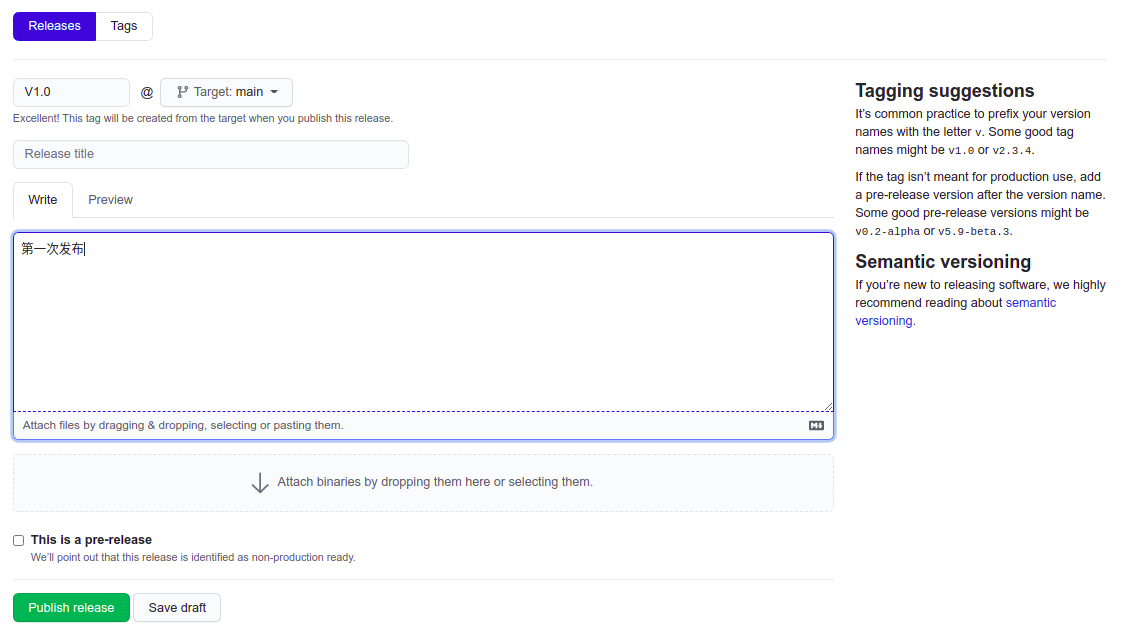 Releases Tags
V1.0 @ Target: main
Excellent! This tag will be created from the target when you publish this release.
Release title
Write Preview
第一次发布
Attach files by dragging & dropping, selecting or pasting them.
Attach binaries by dropping them here or selecting them.
This is a pre-release
We’ll point out that this release is identified as non-production ready.
Publish release Save draft
Tagging suggestions
It’s common practice to prefix your version
names with the letter v. Some good tag
names might be v1.0 or v2.3.4.
If the tag isn’t meant for production use, add
a pre-release version after the version name.
Some good pre-release versions might be
v0.2-alpha or v5.9-beta.3.
Semantic versioning
If you’re new to releasing software, we highly
recommend reading about semantic
versioning.